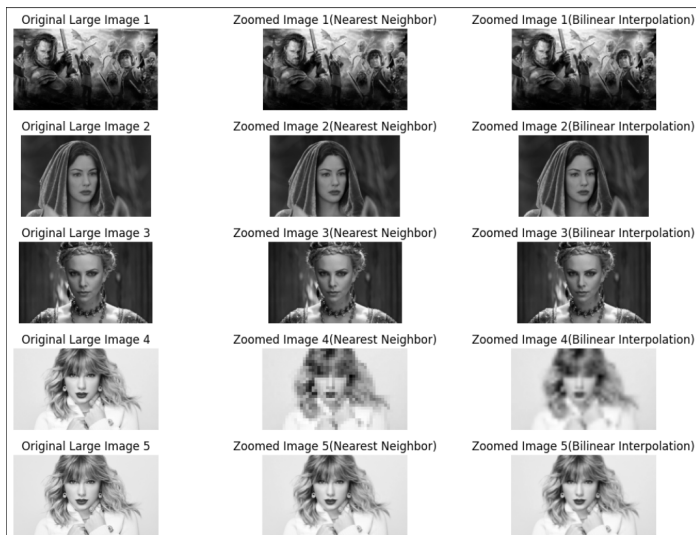 Original Large Image 1
Zoomed Image 1(Nearest Neighbor)
Zoomed Image 1(Bilinear Interpolation)
Original Large Image 2
Zoomed Image 2(Nearest Neighbor)
Zoomed Image 2(Bilinear Interpolation)
Original Large Image 3
Zoomed Image 3(Nearest Neighbor)
Zoomed Image 3(Bilinear Interpolation)
Original Large Image 4
Zoomed Image 4(Nearest Neighbor)
Zoomed Image 4(Bilinear Interpolation)
Original Large Image 5
Zoomed Image 5(Nearest Neighbor)
Zoomed Image 5(Bilinear Interpolation)